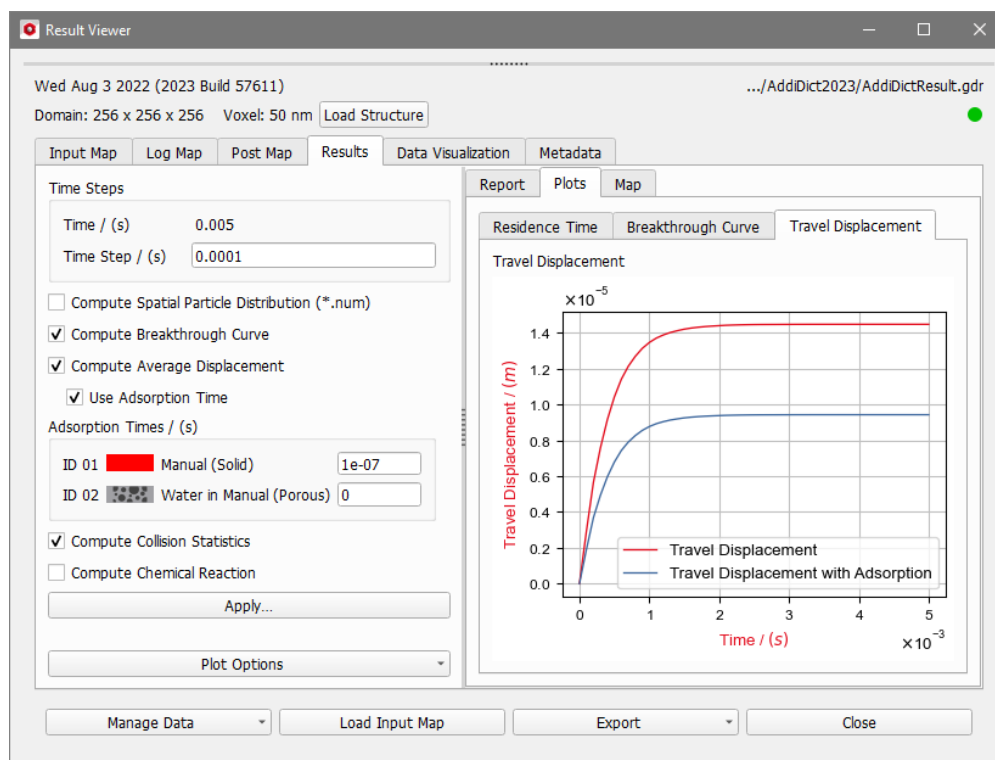 Result Viewer
Wed Aug 3 2022 (2023 Build 57611) .../AddiDict2023/AddiDictResult.gdr
Domain: 256 x 256 x 256 Voxel: 50 nm Load Structure
Input Map Log Map Post Map Results Data Visualization Metadata
Time Steps
Time / (s) 0.005
Time Step / (s) 0.0001
Compute Spatial Particle Distribution (*.num)
Compute Breakthrough Curve
Compute Average Displacement
Use Adsorption Time
Adsorption Times / (s)
ID 01 Manual (Solid) 1e-07
ID 02 Water in Manual (Porous) 0
Compute Collision Statistics
Compute Chemical Reaction
Apply...
Plot Options
Report Plots Map
Residence Time Breakthrough Curve Travel Displacement
Travel Displacement
×10⁻⁵
1.4
1.2
1.0
0.8
0.6
0.4
0.2
0.0
Travel Displacement / (m)
Travel Displacement
Travel Displacement with Adsorption
0 1 2 3 4 5
Time / (s)
×10⁻³
Manage Data Load Input Map Export Close